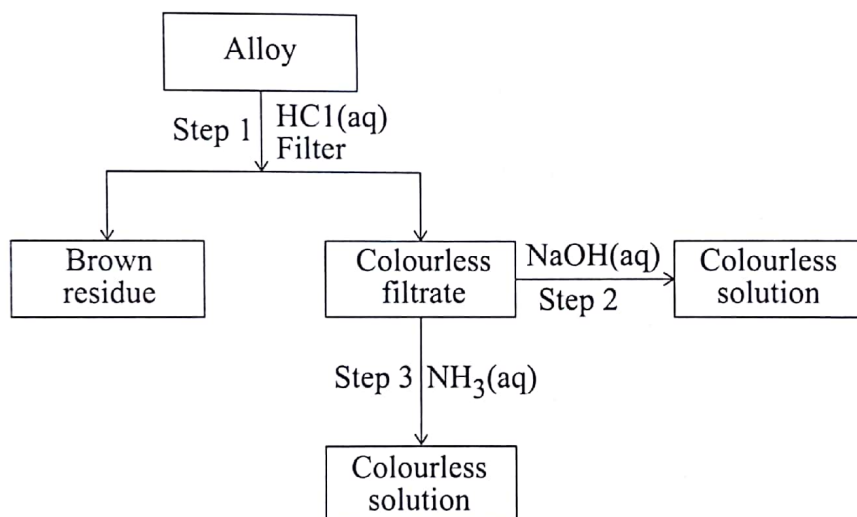 Alloy
Step 1
HC1(aq)
Filter
Brown
residue
Colourless
filtrate
NaOH(aq)
Step 2
Colourless
solution
Step 3
NH₃(aq)
Colourless
solution